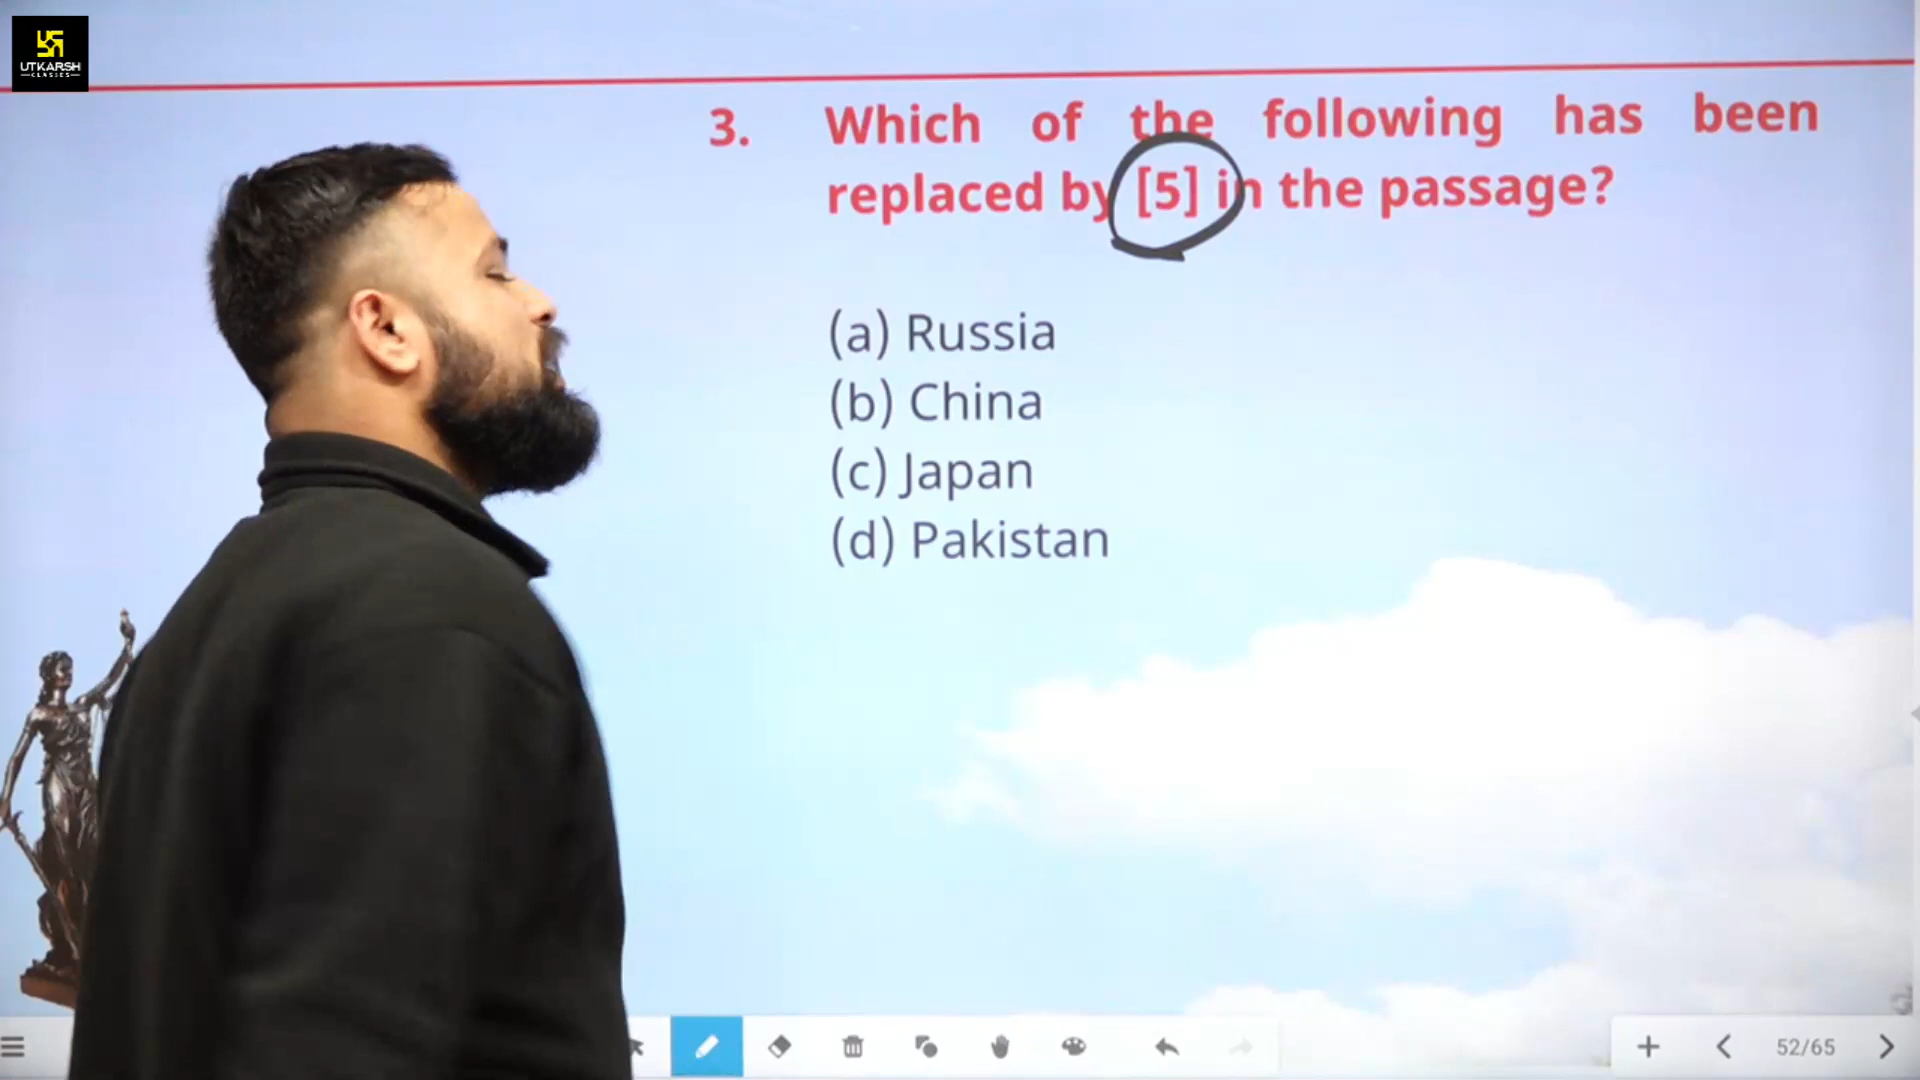 UTKARSH
CLASSES
3. Which of the following has been
replaced by [5] in the passage?
(a) Russia
(b) China
(c) Japan
(d) Pakistan
52/65